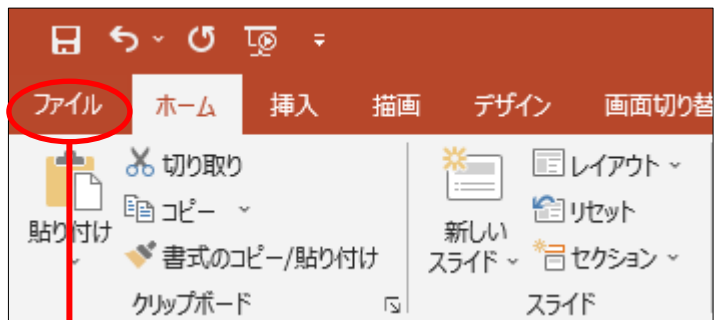 ファイル ホーム 挿入 描画 デザイン 画面切り替
貼り付け
切り取り
コピー
書式のコピー/貼り付け
クリップボード
新しい
スライド
レイアウト
リセット
セクション
スライド